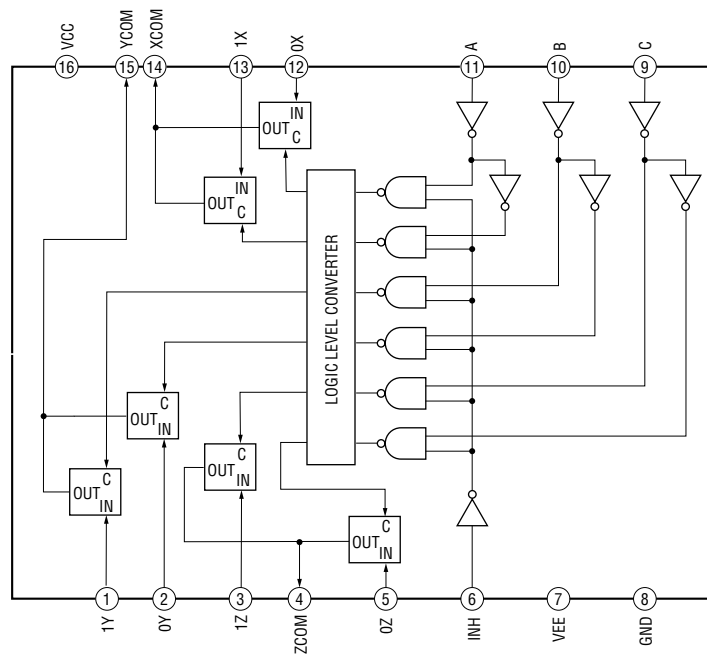 VCC
YCOM
XCOM
1X
0X
A
B
C
16
15
14
13
12
11
10
9
IN
OUT
C
IN
OUT
C
LOGIC LEVEL CONVERTER
C
OUT
IN
C
OUT
IN
C
OUT
IN
C
OUT
IN
1
2
3
4
5
6
7
8
1Y
0Y
1Z
ZCOM
0Z
INH
VEE
GND